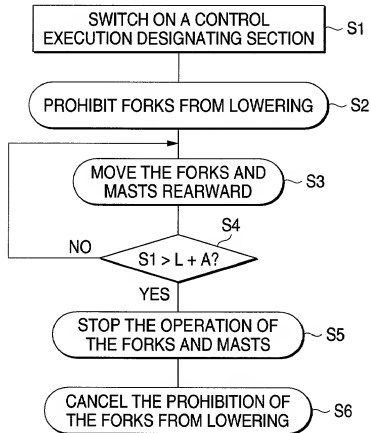 SWITCH ON A CONTROL
EXECUTION DESIGNATING SECTION
S1
PROHIBIT FORKS FROM LOWERING
S2
MOVE THE FORKS AND
MASTS REARWARD
S3
S4
S1 > L + A?
NO
YES
STOP THE OPERATION OF
THE FORKS AND MASTS
S5
CANCEL THE PROHIBITION OF
THE FORKS FROM LOWERING
S6